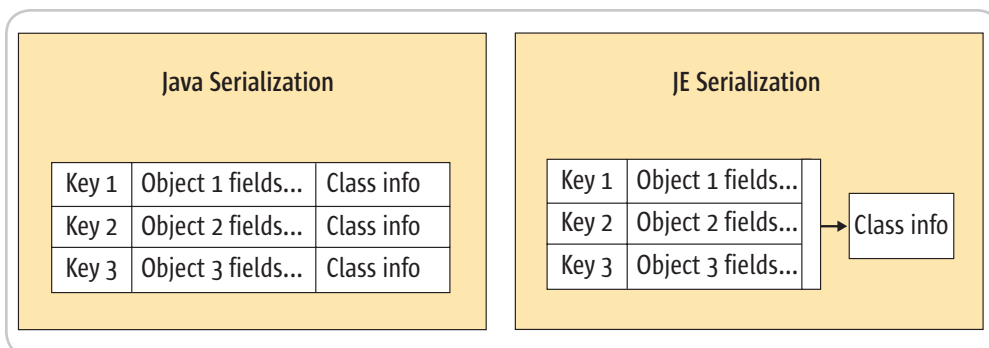 Java Serialization
Key 1 Object 1 fields... Class info
Key 2 Object 2 fields... Class info
Key 3 Object 3 fields... Class info
JE Serialization
Key 1 Object 1 fields...
Key 2 Object 2 fields...
Key 3 Object 3 fields...
Class info